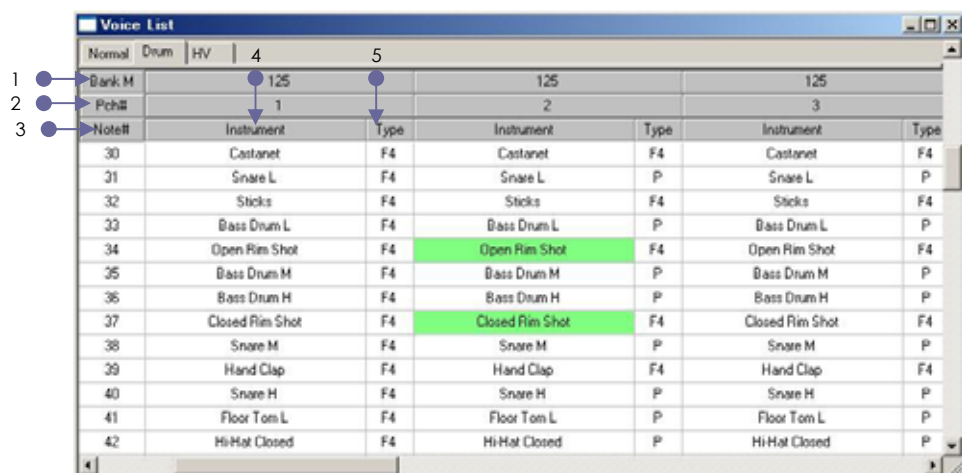 Voice List
Normal Drum HV 4 5
1 Bank M 125 125 125
2 Pch# 1 2 3
3 Note# Instrument Type Instrument Type Instrument Type
30 Castanet F4 Castanet F4 Castanet F4
31 Snare L F4 Snare L P Snare L P
32 Sticks F4 Sticks F4 Sticks F4
33 Bass Drum L F4 Bass Drum L P Bass Drum L P
34 Open Rim Shot F4 Open Rim Shot F4 Open Rim Shot F4
35 Bass Drum M F4 Bass Drum M P Bass Drum M P
36 Bass Drum H F4 Bass Drum H P Bass Drum H P
37 Closed Rim Shot F4 Closed Rim Shot F4 Closed Rim Shot F4
38 Snare M F4 Snare M P Snare M P
39 Hand Clap F4 Hand Clap F4 Hand Clap F4
40 Snare H F4 Snare H P Snare H P
41 Floor Tom L F4 Floor Tom L P Floor Tom L P
42 Hi-Hat Closed F4 Hi-Hat Closed P Hi-Hat Closed P